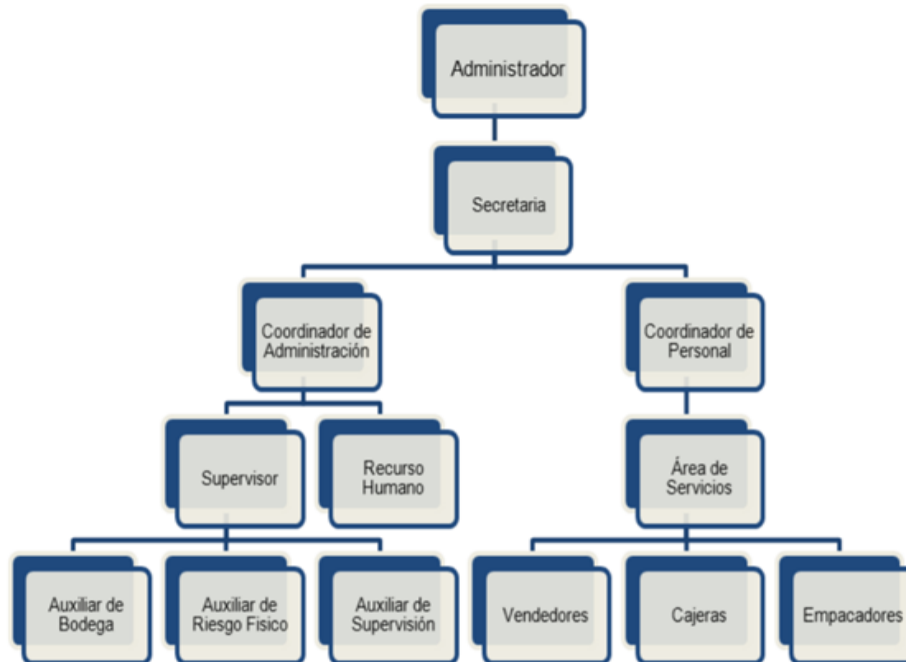 Administrador
Secretaria
Coordinador de
Administración
Coordinador de
Personal
Supervisor
Recurso
Humano
Área de
Servicios
Auxiliar de
Bodega
Auxiliar de
Riesgo Fisico
Auxiliar de
Supervisión
Vendedores
Cajeras
Empacadores